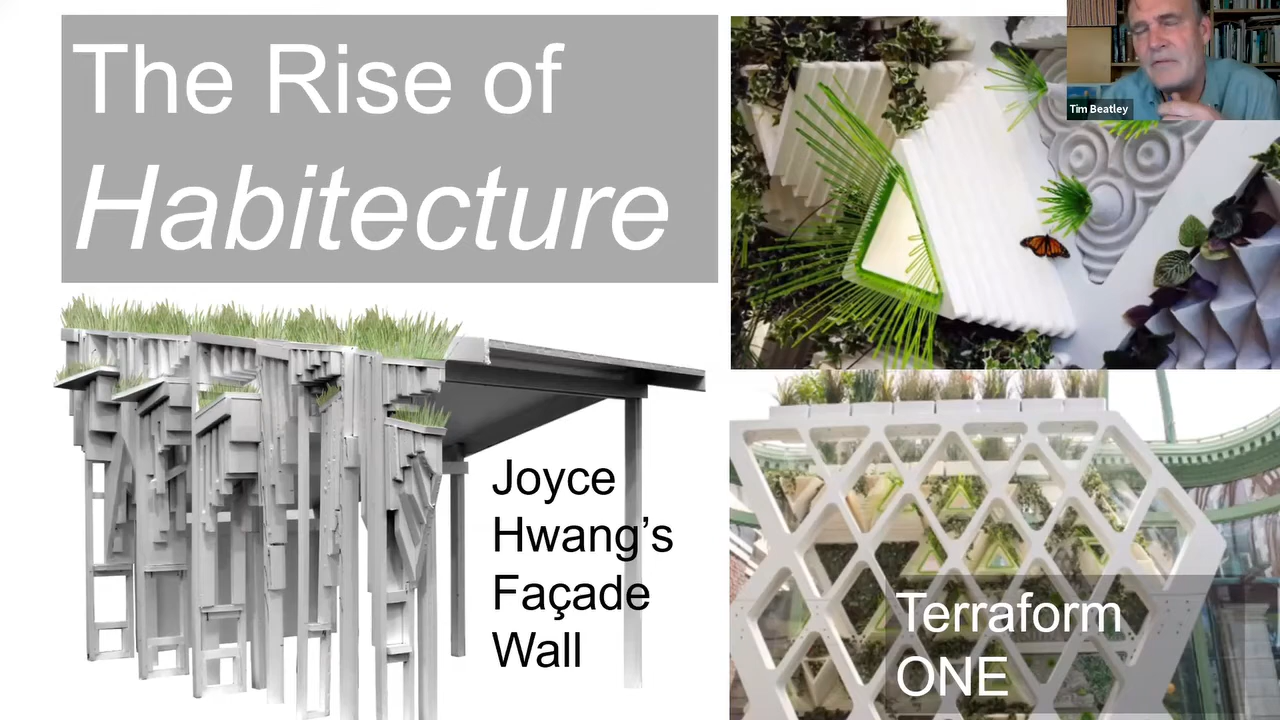 The Rise of
Habitecture
Tim Beatley
Joyce
Hwang’s
Façade
Wall
Terraform
ONE